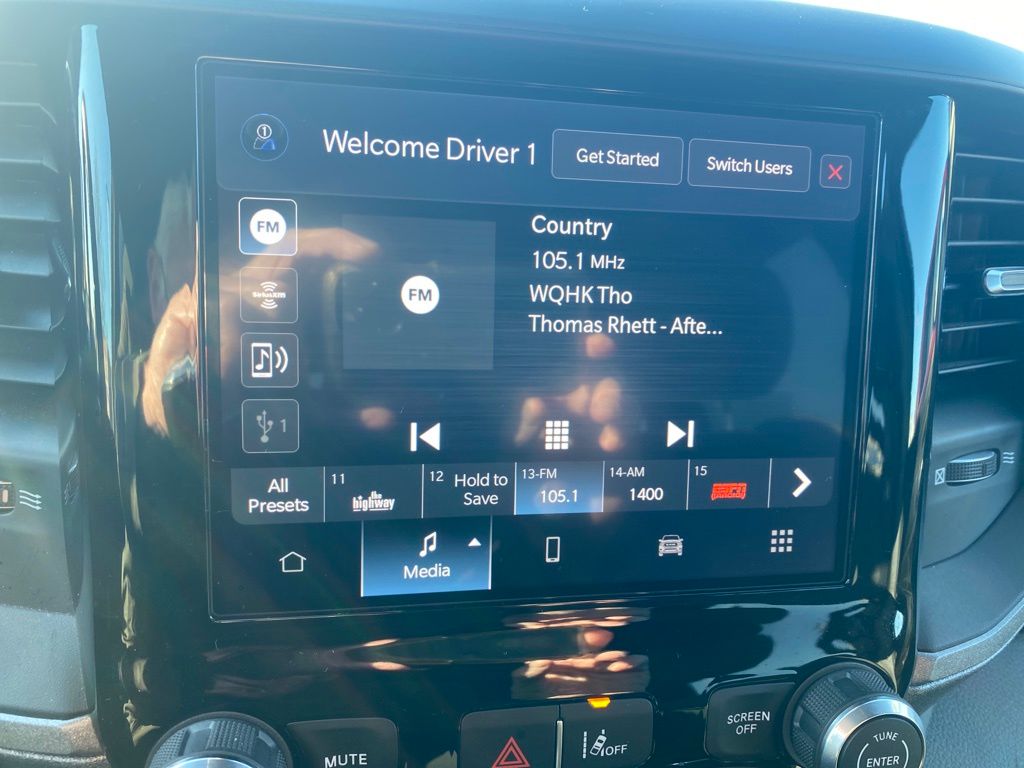 1
Welcome Driver 1
Get Started
Switch Users
FM
SiriusXM
1
FM
Country
105.1 MHz
WQHK Tho
Thomas Rhett - Afte...
All
Presets
11
the
highway
12
Hold to
Save
13-FM
105.1
14-AM
1400
15
Media
MUTE
OFF
SCREEN
OFF
TUNE
ENTER